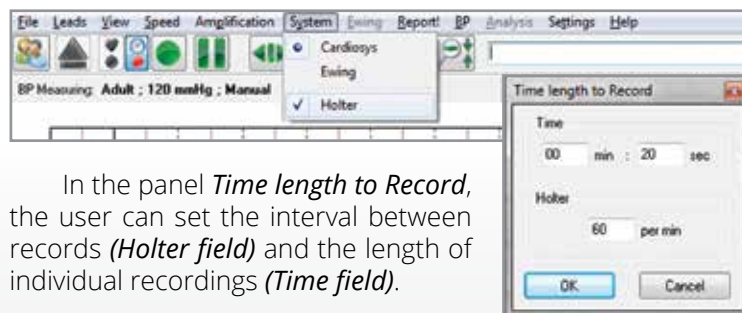 File Leads View Speed Amplification System Ewing Report! BP Analysis Settings Help
Cardiosys
Ewing
Holter
BP Measuring: Adult ; 120 mmHg ; Manual
Time length to Record
Time
00 min : 20 sec
Holter
60 per min
OK Cancel
In the panel Time length to Record,
the user can set the interval between
records (Holter field) and the length of
individual recordings (Time field).